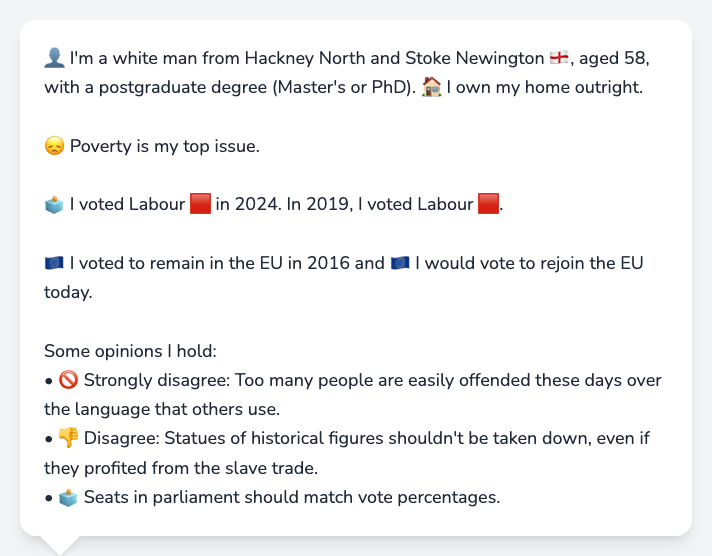 👤 I'm a white man from Hackney North and Stoke Newington 🏴󠁧󠁢󠁥󠁮󠁧󠁿, aged 58,
with a postgraduate degree (Master's or PhD). 🏠 I own my home outright.
😞 Poverty is my top issue.
🗳️ I voted Labour 🟥 in 2024. In 2019, I voted Labour 🟥.
🇪🇺 I voted to remain in the EU in 2016 and 🇪🇺 I would vote to rejoin the EU
today.
Some opinions I hold:
• 🚫 Strongly disagree: Too many people are easily offended these days over
the language that others use.
• 👎 Disagree: Statues of historical figures shouldn't be taken down, even if
they profited from the slave trade.
• 🗳️ Seats in parliament should match vote percentages.